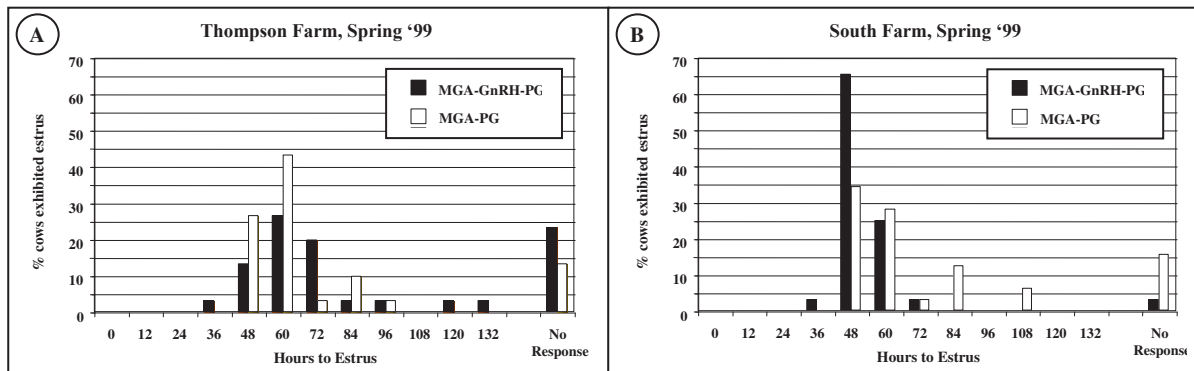 A
Thompson Farm, Spring ‘99
% cows exhibited estrus
70
60
50
40
30
20
10
0
MGA-GnRH-PG
MGA-PG
0 12 24 36 48 60 72 84 96 108 120 132 No
Response
Hours to Estrus
B
South Farm, Spring ‘99
% cows exhibited estrus
70
60
50
40
30
20
10
0
MGA-GnRH-PG
MGA-PG
0 12 24 36 48 60 72 84 96 108 120 132 No
Response
Hours to Estrus